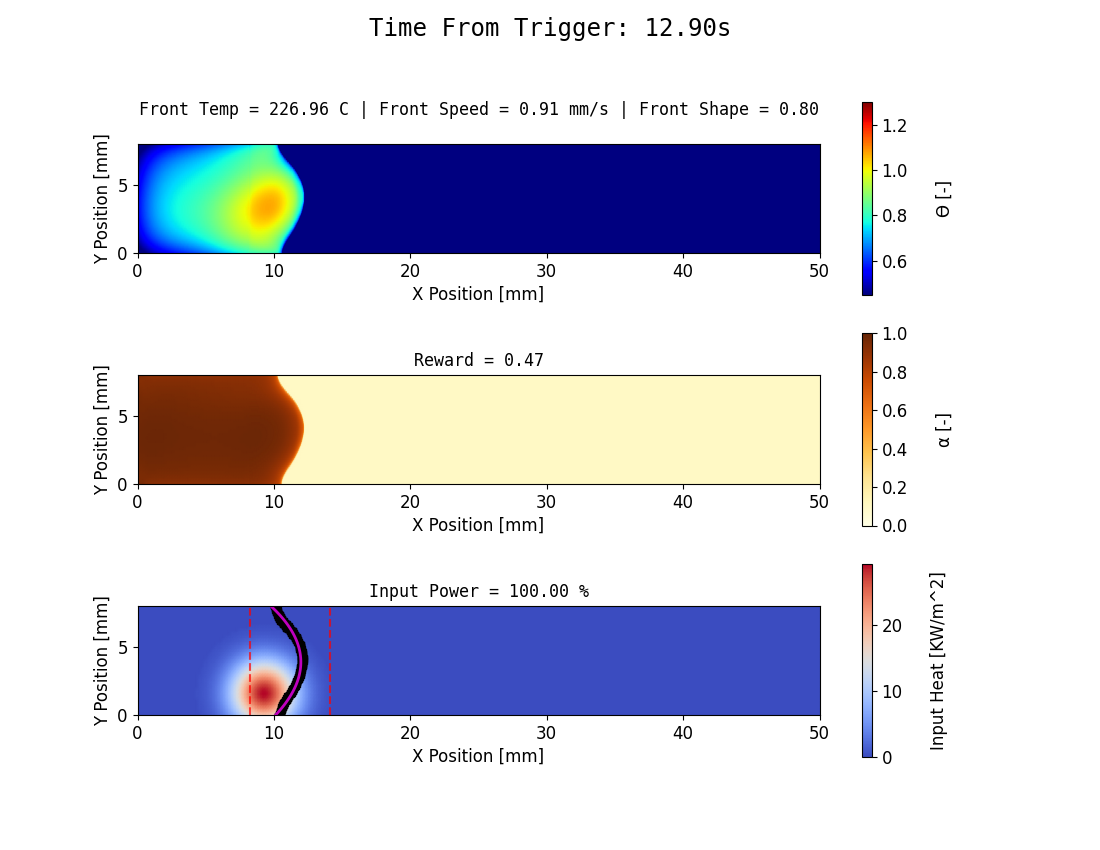 Time From Trigger: 12.90s
Front Temp = 226.96 C | Front Speed = 0.91 mm/s | Front Shape = 0.80
Y Position [mm]
5
0
0 10 20 30 40 50
X Position [mm]
1.2
1.0
0.8
0.6
Θ [-]
Reward = 0.47
Y Position [mm]
5
0
0 10 20 30 40 50
X Position [mm]
1.0
0.8
0.6
0.4
0.2
0.0
α [-]
Input Power = 100.00 %
Y Position [mm]
5
0
0 10 20 30 40 50
X Position [mm]
20
10
0
Input Heat [KW/m^2]